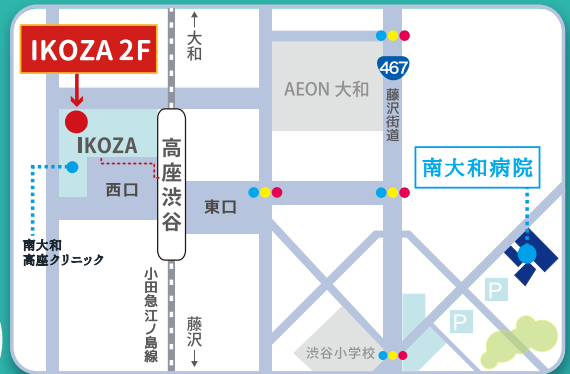 IKOZA 2F
↑
大和
467
AEON 大和
藤沢街道
IKOZA
高座渋谷
南大和病院
西口
東口
南大和
高座クリニック
小田急江ノ島線
藤沢
↓
P
P
渋谷小学校